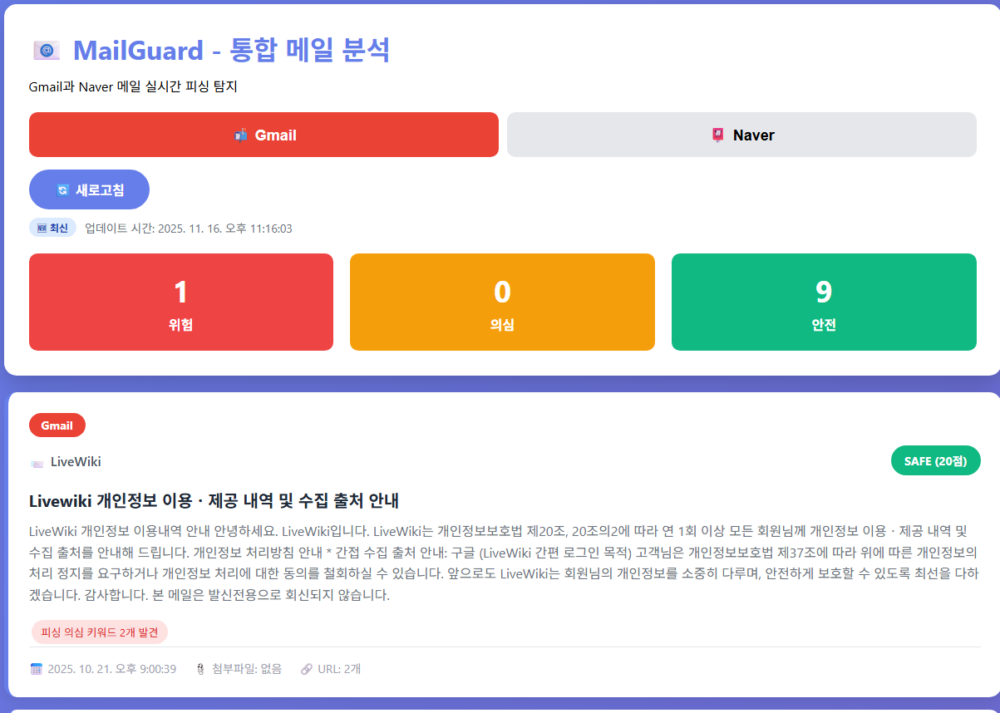 MailGuard - 통합 메일 분석
Gmail과 Naver 메일 실시간 피싱 탐지
Gmail
Naver
새로고침
최신 업데이트 시간: 2025. 11. 16. 오후 11:16:03
1
위험
0
의심
9
안전
Gmail
LiveWiki
SAFE (20점)
Livewiki 개인정보 이용ㆍ제공 내역 및 수집 출처 안내
LiveWiki 개인정보 이용내역 안내 안녕하세요. LiveWiki입니다. LiveWiki는 개인정보보호법 제20조, 20조의2에 따라 연 1회 이상 모든 회원님께 개인정보 이용ㆍ제공 내역 및
수집 출처를 안내해 드립니다. 개인정보 처리방침 안내 * 간접 수집 출처 안내: 구글 (LiveWiki 간편 로그인 목적) 고객님은 개인정보보호법 제37조에 따라 위에 따른 개인정보의
처리 정지를 요구하거나 개인정보 처리에 대한 동의를 철회하실 수 있습니다. 앞으로도 LiveWiki는 회원님의 개인정보를 소중히 다루며, 안전하게 보호할 수 있도록 최선을 다하
겠습니다. 감사합니다. 본 메일은 발신전용으로 회신되지 않습니다.
피싱 의심 키워드 2개 발견
2025. 10. 21. 오후 9:00:39 첨부파일: 없음 URL: 2개